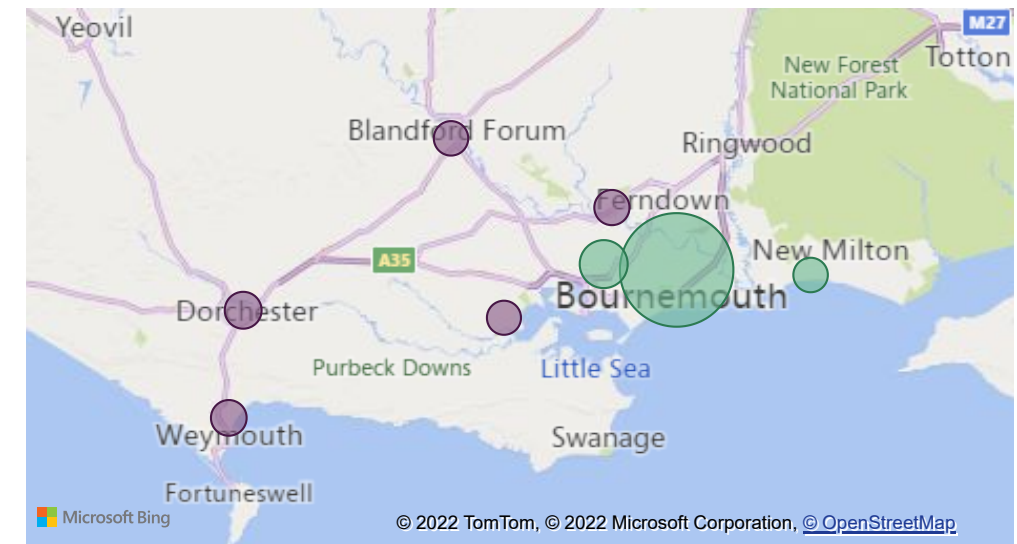 Yeovil
M27
Totton
New Forest
National Park
Blandford Forum
Ringwood
Ferndown
New Milton
A35
Bournemouth
Dorchester
Purbeck Downs
Little Sea
Weymouth
Swanage
Fortuneswell
Microsoft Bing
© 2022 TomTom, © 2022 Microsoft Corporation, © OpenStreetMap